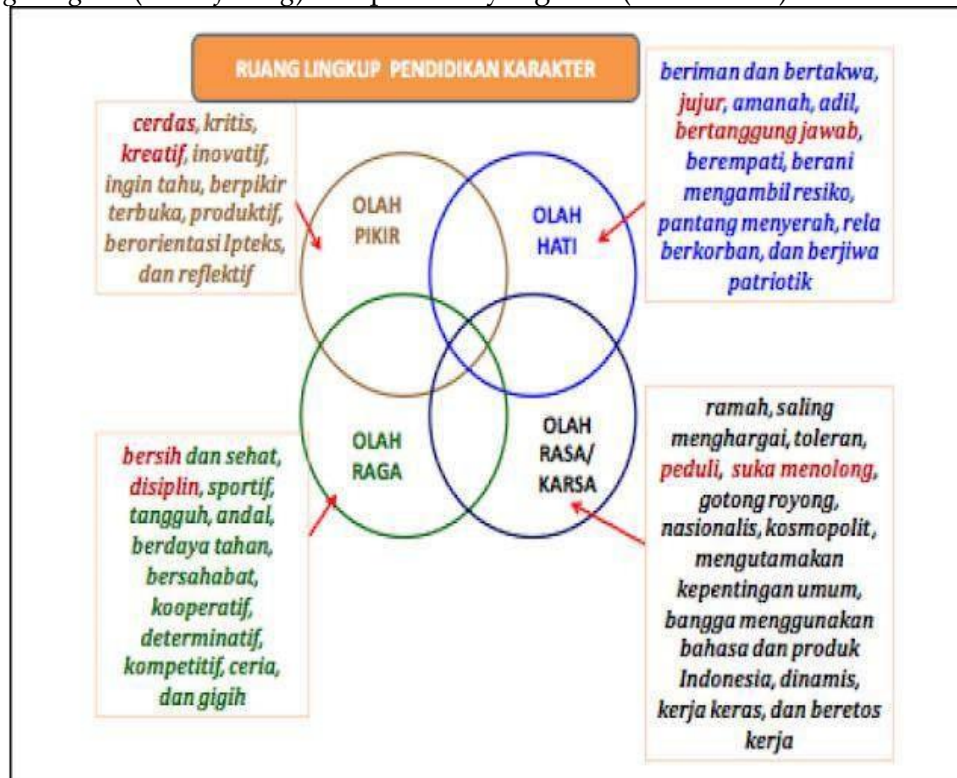 RUANG LINGKUP PENDIDIKAN KARAKTER
cerdas, kritis,
kreatif, inovatif,
ingin tahu, berpikir
terbuka, produktif,
berorientasi Ipteks,
dan reflektif
OLAH
PIKIR
OLAH
HATI
beriman dan bertakwa,
jujur, amanah, adil,
bertanggung jawab,
berempati, berani
mengambil resiko,
pantang menyerah, rela
berkorban, dan berjiwa
patriotik
bersih dan sehat,
disiplin, sportif,
tangguh, andal,
berdaya tahan,
bersahabat,
kooperatif,
determinatif,
kompetitif, ceria,
dan gigih
OLAH
RAGA
OLAH
RASA/
KARSA
ramah, saling
menghargai, toleran,
peduli, suka menolong,
gotong royong,
nasionalis, kosmopolit,
mengutamakan
kepentingan umum,
bangga menggunakan
bahasa dan produk
Indonesia, dinamis,
kerja keras, dan beretos
kerja